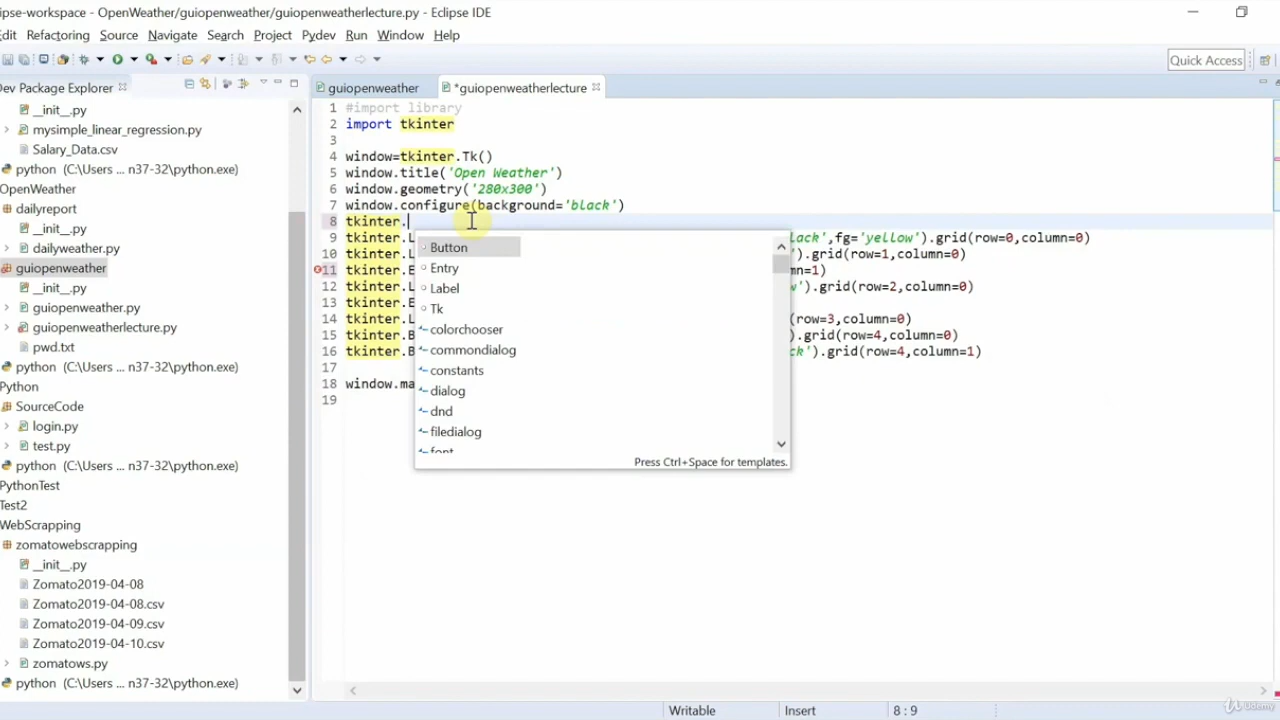 ipse-workspace - OpenWeather/guiopenweather/guiopenweatherlecture.py - Eclipse IDE
dit Refactoring Source Navigate Search Project Pydev Run Window Help
Quick Access
Dev Package Explorer
guiopenweather
*guiopenweatherlecture
__init__.py
mysimple_linear_regression.py
Salary_Data.csv
python (C:\Users ... n37-32\python.exe)
OpenWeather
dailyreport
__init__.py
dailyweather.py
guiopenweather
__init__.py
guiopenweather.py
guiopenweatherlecture.py
pwd.txt
python (C:\Users ... n37-32\python.exe)
Python
SourceCode
login.py
test.py
python (C:\Users ... n37-32\python.exe)
PythonTest
Test2
WebScrapping
zomatowebscrapping
__init__.py
Zomato2019-04-08
Zomato2019-04-08.csv
Zomato2019-04-09.csv
Zomato2019-04-10.csv
zomatows.py
python (C:\Users ... n37-32\python.exe)
1 #import library
2 import tkinter
3
4 window=tkinter.Tk()
5 window.title('Open Weather')
6 window.geometry('280x300')
7 window.configure(background='black')
8 tkinter.
9 tkinter.L lack',fg='yellow').grid(row=0,column=0)
10 tkinter.L ').grid(row=1,column=0)
11 tkinter.E mn=1)
12 tkinter.L w').grid(row=2,column=0)
13 tkinter.E
14 tkinter.L (row=3,column=0)
15 tkinter.B ).grid(row=4,column=0)
16 tkinter.B ck').grid(row=4,column=1)
17
18 window.ma
19
Button
Entry
Label
Tk
colorchooser
commondialog
constants
dialog
dnd
filedialog
font
Press Ctrl+Space for templates.
Writable Insert 8 : 9
Udemy